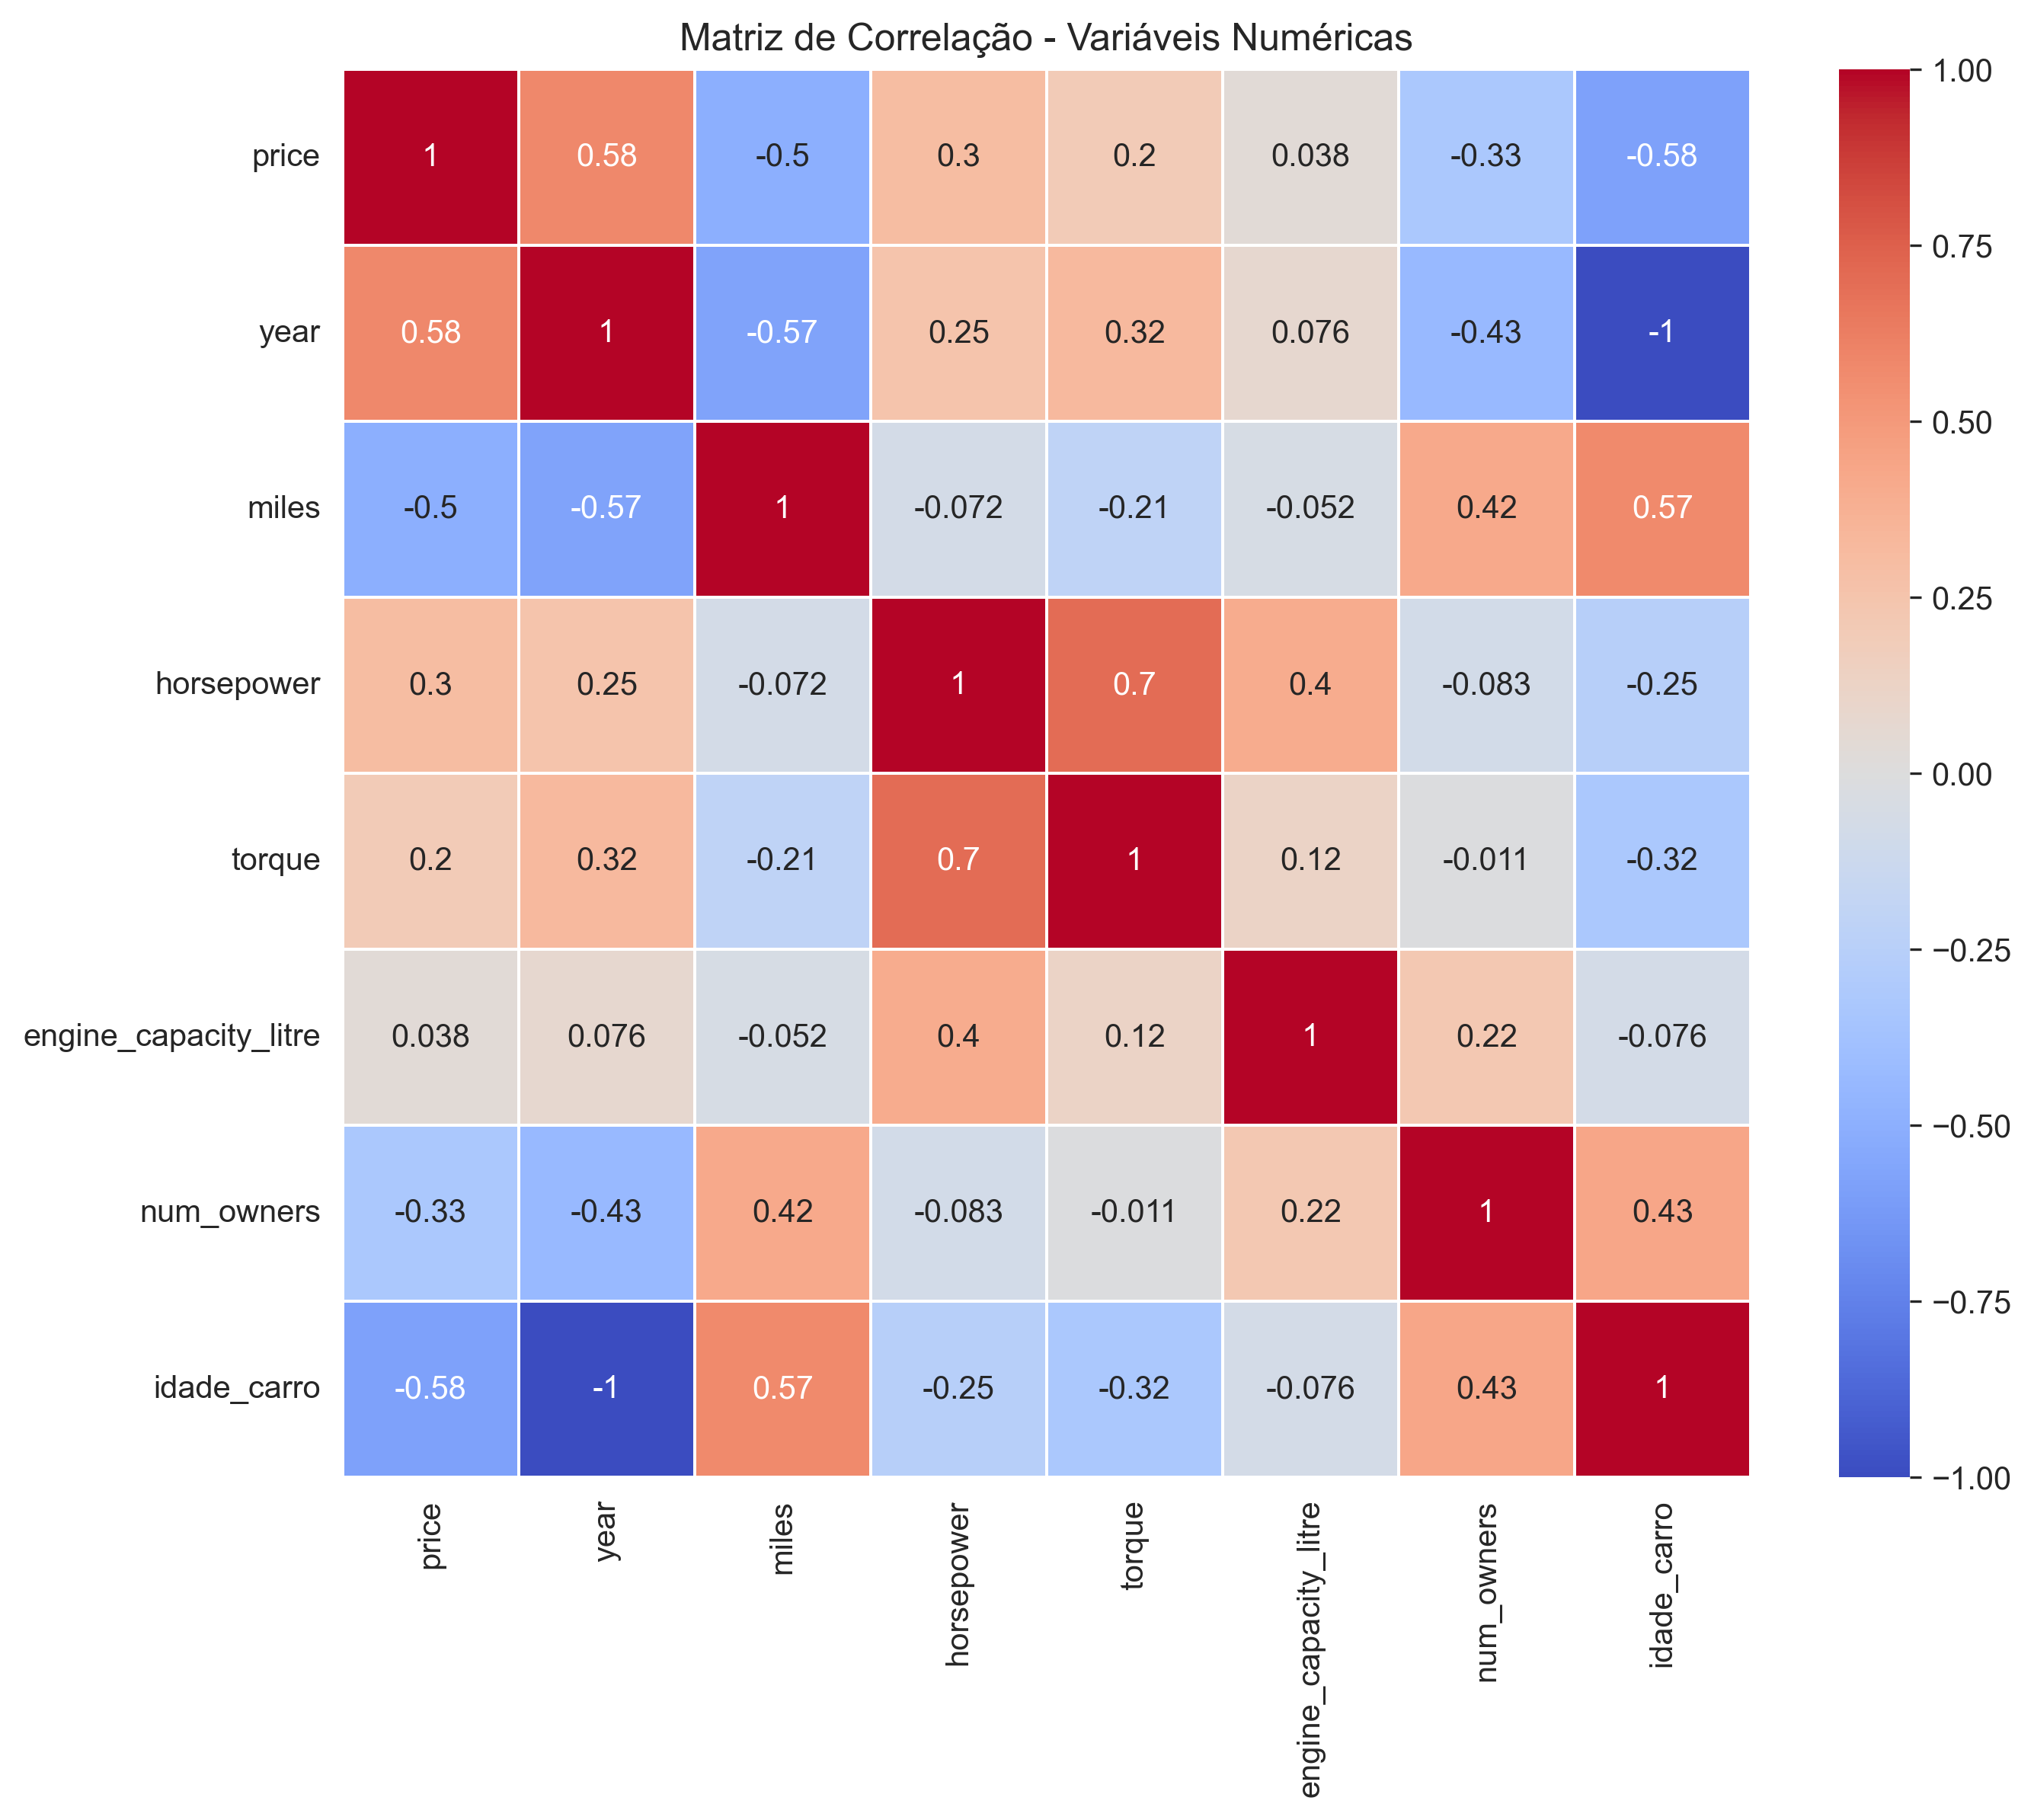 Matriz de Correlação - Variáveis Numéricas
price 1 0.58 -0.5 0.3 0.2 0.038 -0.33 -0.58
year 0.58 1 -0.57 0.25 0.32 0.076 -0.43 -1
miles -0.5 -0.57 1 -0.072 -0.21 -0.052 0.42 0.57
horsepower 0.3 0.25 -0.072 1 0.7 0.4 -0.083 -0.25
torque 0.2 0.32 -0.21 0.7 1 0.12 -0.011 -0.32
engine_capacity_litre 0.038 0.076 -0.052 0.4 0.12 1 0.22 -0.076
num_owners -0.33 -0.43 0.42 -0.083 -0.011 0.22 1 0.43
idade_carro -0.58 -1 0.57 -0.25 -0.32 -0.076 0.43 1
price year miles horsepower torque engine_capacity_litre num_owners idade_carro
1.00
0.75
0.50
0.25
0.00
−0.25
−0.50
−0.75
−1.00